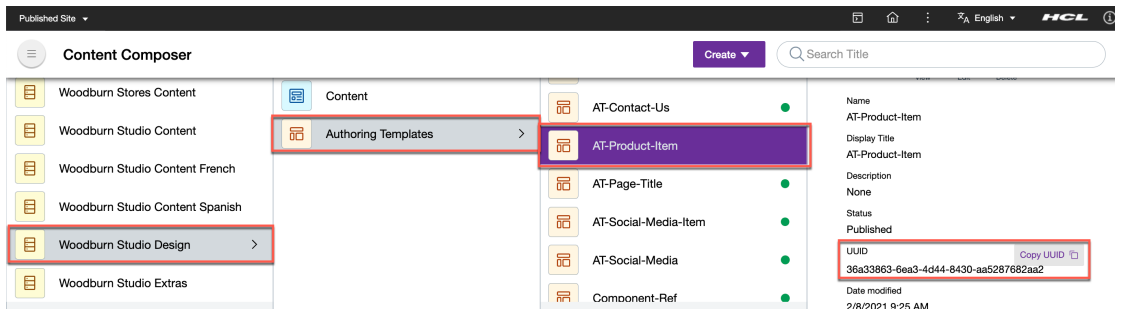 Published Site
English
HCL
Content Composer
Create
Search Title
Woodburn Stores Content
Woodburn Studio Content
Woodburn Studio Content French
Woodburn Studio Content Spanish
Woodburn Studio Design
Woodburn Studio Extras
Content
Authoring Templates
AT-Contact-Us
AT-Product-Item
AT-Page-Title
AT-Social-Media-Item
AT-Social-Media
Component-Ref
View Edit Delete
Name
AT-Product-Item
Display Title
AT-Product-Item
Description
None
Status
Published
UUID
Copy UUID
36a33863-6ea3-4d44-8430-aa5287682aa2
Date modified
2/8/2021 9:25 AM